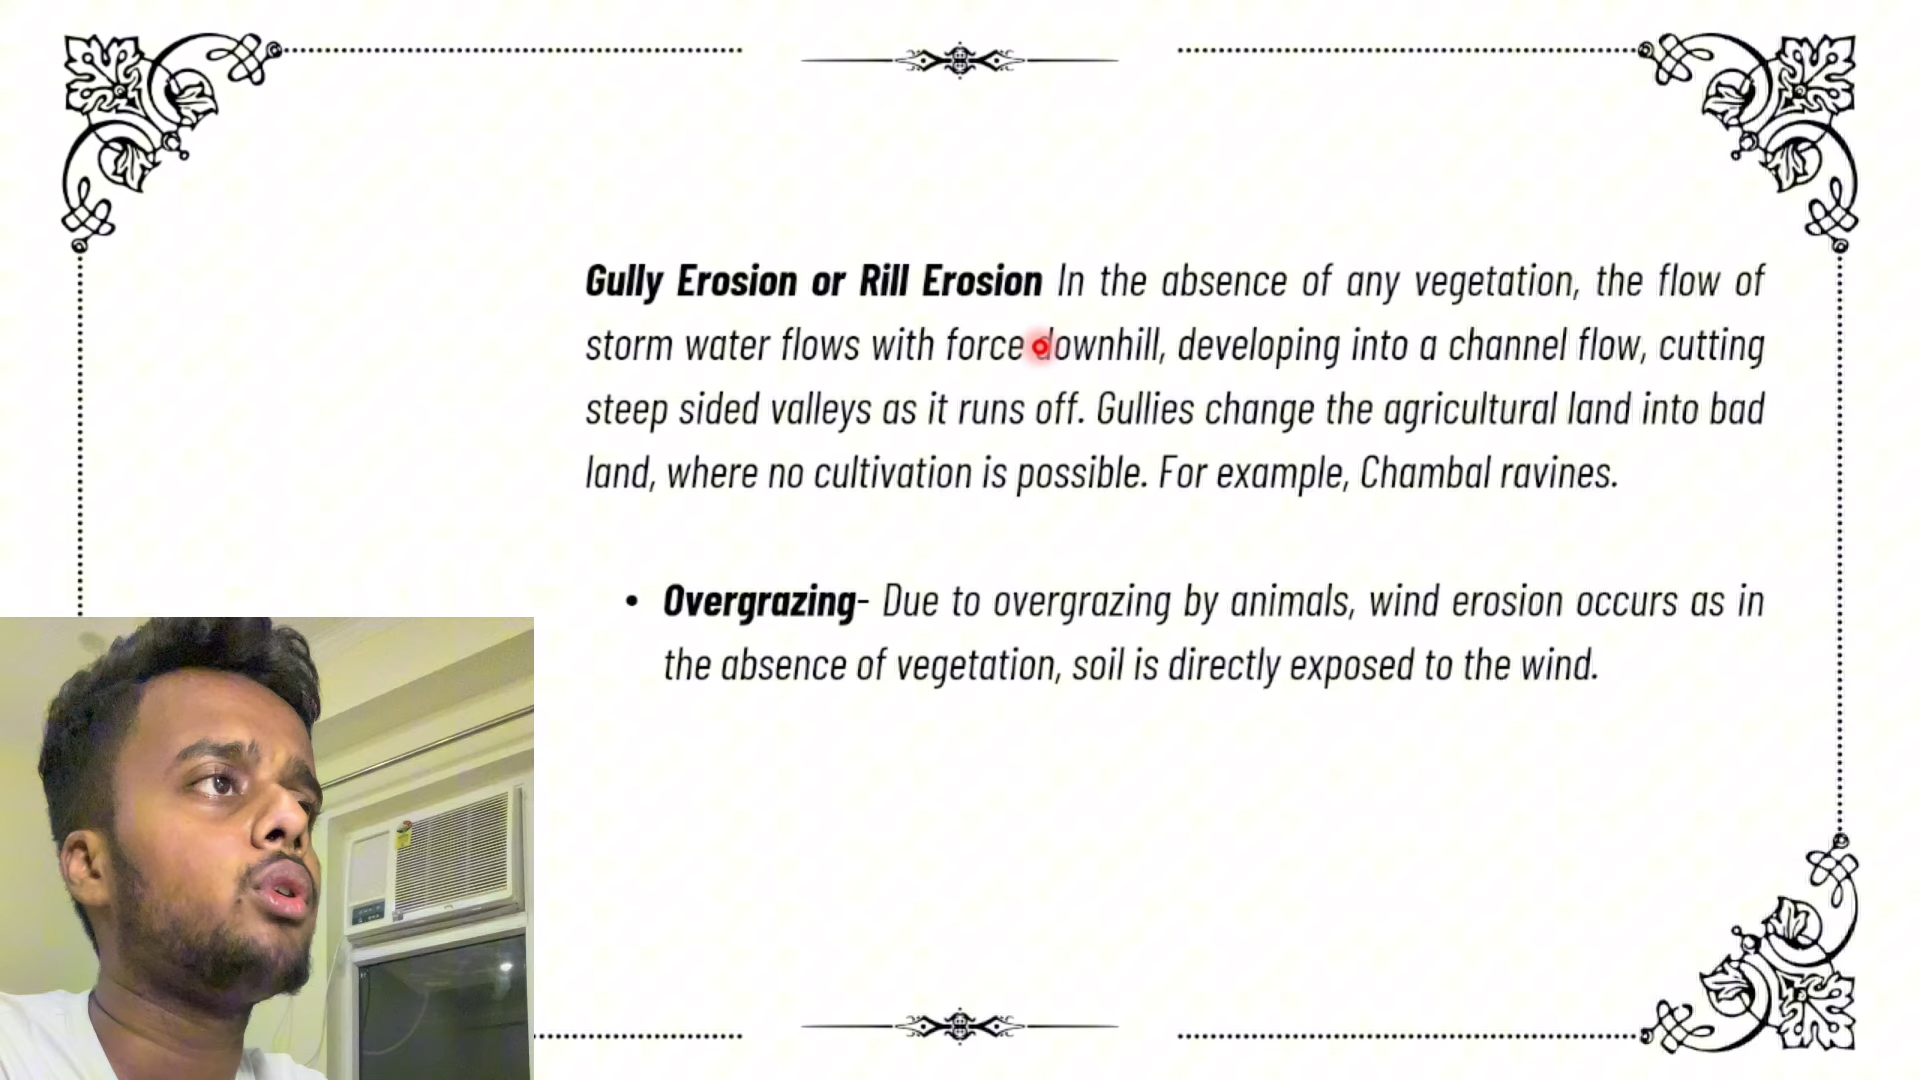 Gully Erosion or Rill Erosion In the absence of any vegetation, the flow of
storm water flows with force downhill, developing into a channel flow, cutting
steep sided valleys as it runs off. Gullies change the agricultural land into bad
land, where no cultivation is possible. For example, Chambal ravines.
• Overgrazing- Due to overgrazing by animals, wind erosion occurs as in
the absence of vegetation, soil is directly exposed to the wind.